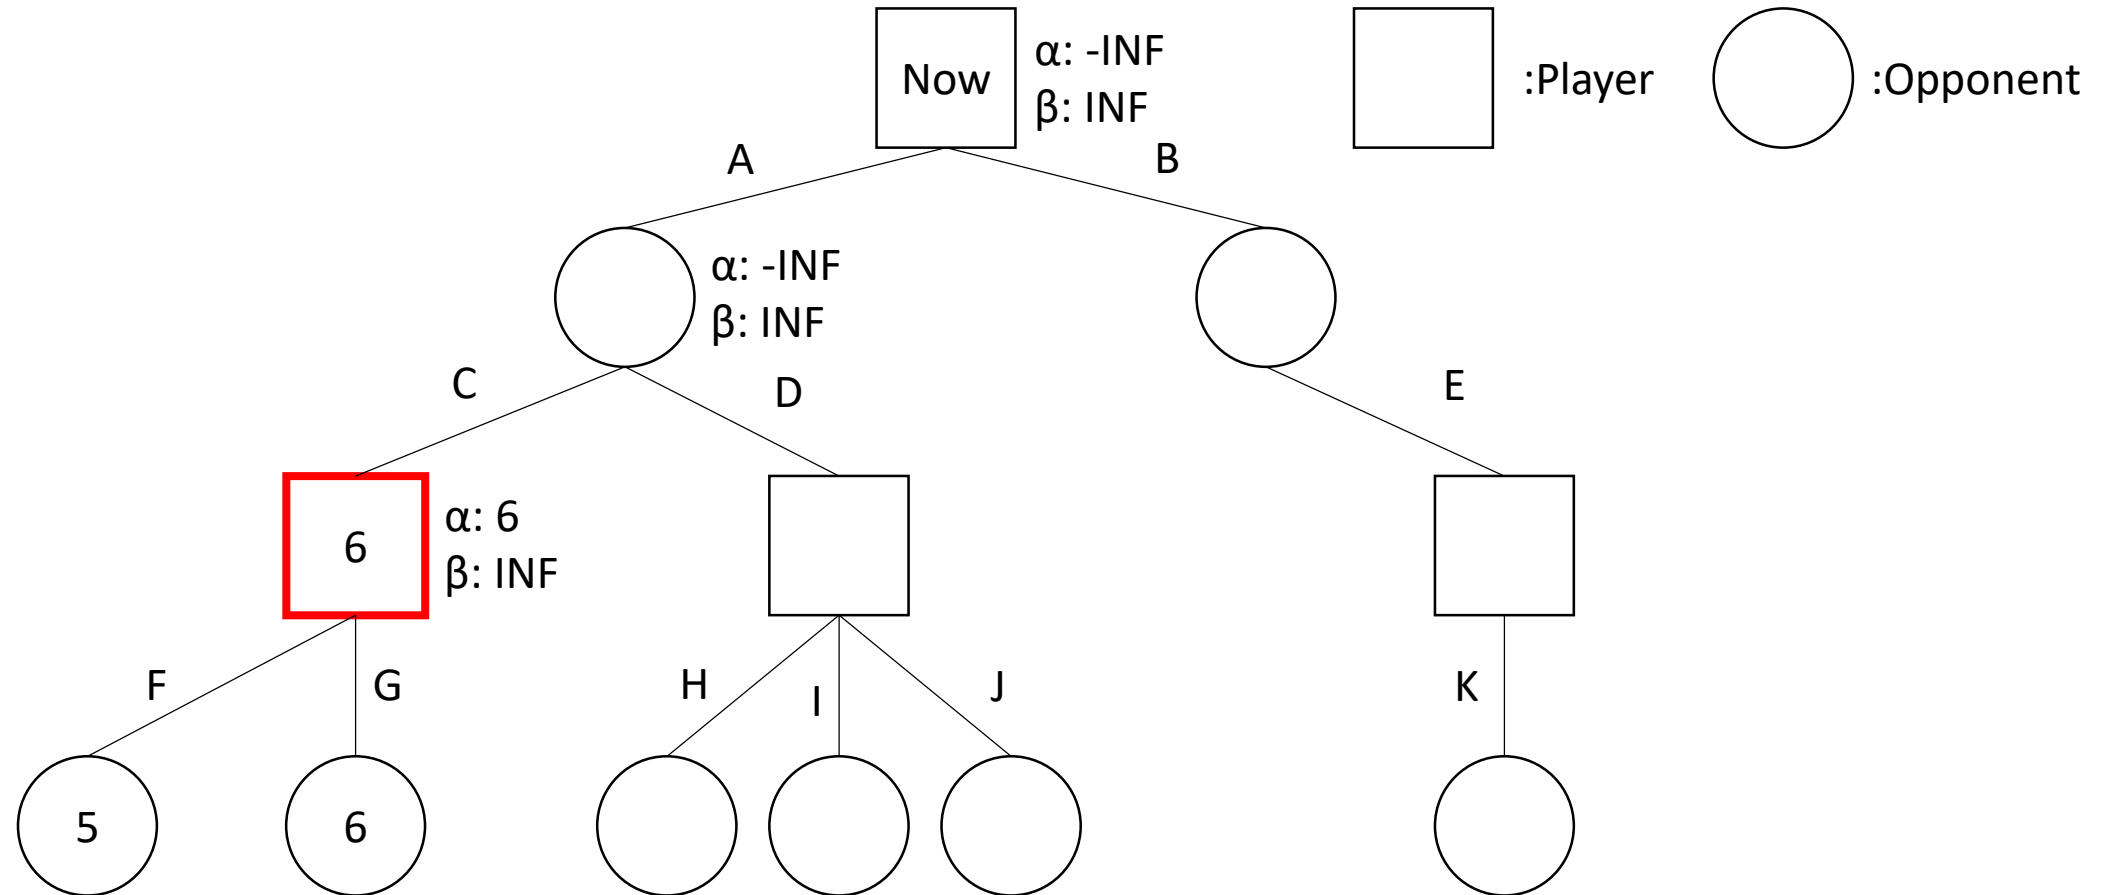 Now
α: -INF
β: INF
:Player
:Opponent
A
B
α: -INF
β: INF
C
D
E
6
α: 6
β: INF
F
G
H
I
J
K
5
6